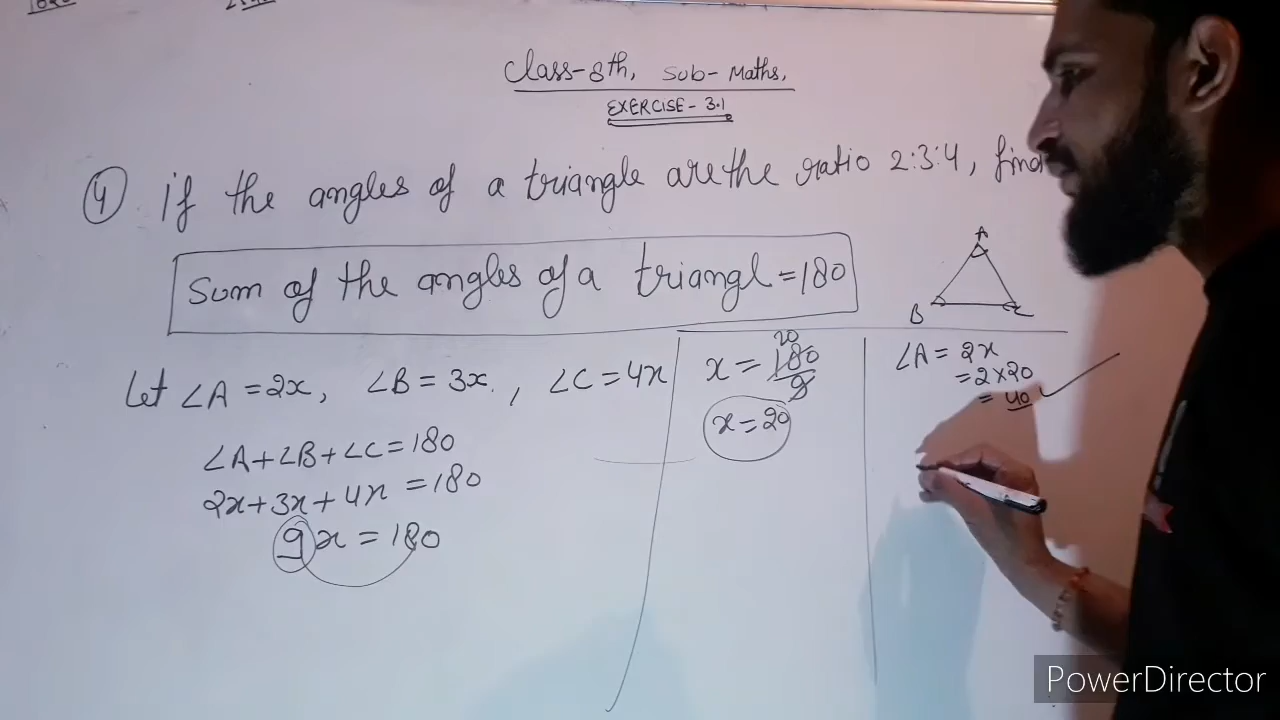 Class-8th, Sub-Maths,
EXERCISE-3.1
④ If the angles of a triangle are the ratio 2:3:4, find
Sum of the angles of a triangl=180
A
B
C
Let ∠A=2x, ∠B=3x, ∠C=4x
∠A+∠B+∠C=180
2x+3x+4x=180
9x=180
20
x=180/9
x=20
∠A=2x
=2×20
=40
PowerDirector